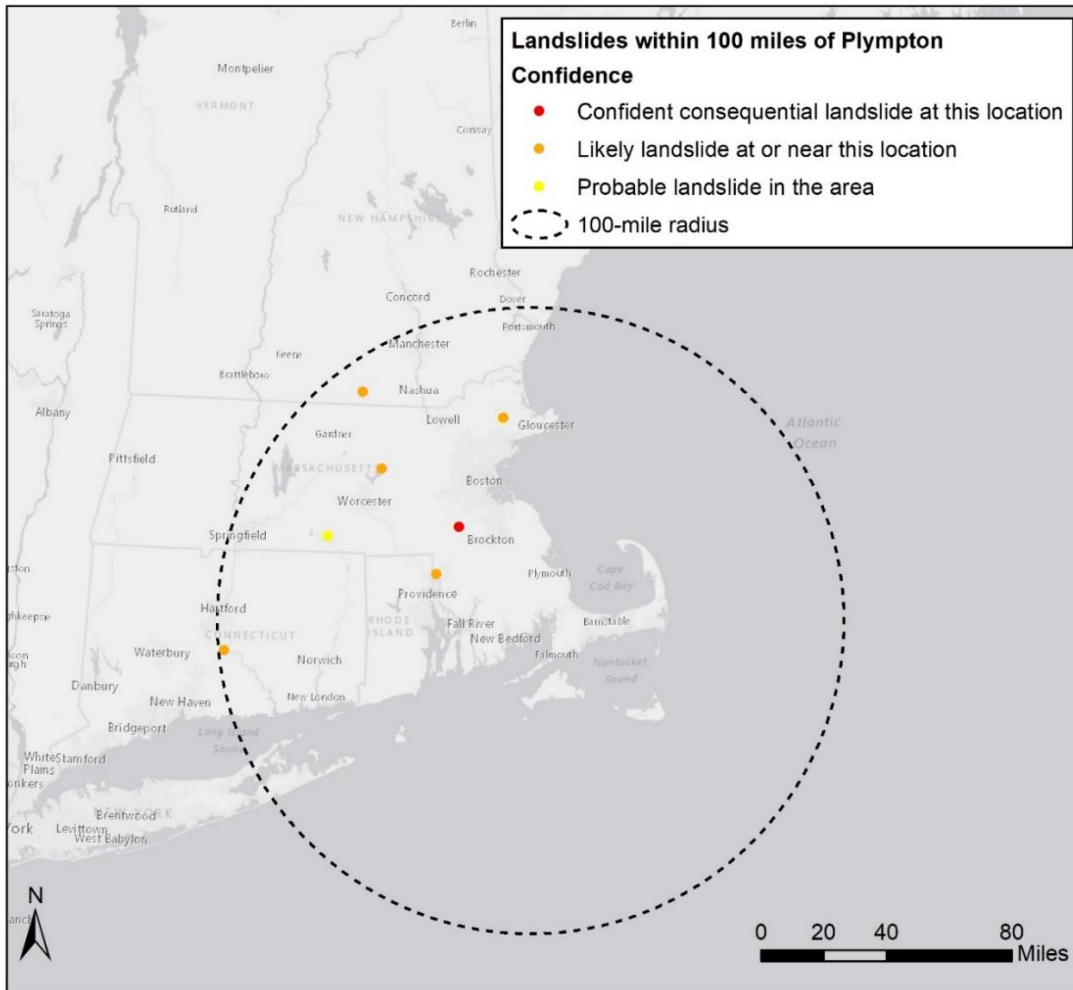 Landslides within 100 miles of Plympton
Confidence
Confident consequential landslide at this location
Likely landslide at or near this location
Probable landslide in the area
100-mile radius
Berlin
Montpelier
VERMONT
Conway
Rutland
NEW HAMPSHIRE
Rochester
Concord
Dover
Saratoga
Springs
Portsmouth
Manchester
Keene
Brattleboro
Nashua
Albany
Lowell
Gloucester
Atlantic
Ocean
Gardner
Pittsfield
MASSACHUSETTS
Boston
Worcester
Springfield
Brockton
Plymouth
Cape
Cod Bay
Hartford
Providence
RHODE
ISLAND
Fall River
Barnstable
CONNECTICUT
New Bedford
Waterbury
Norwich
Falmouth
Nantucket
Sound
Danbury
New Haven
New London
Bridgeport
Long Island
Sound
White
Plains
Stamford
onkers
NEW YORK
Brentwood
York
Levittown
West Babylon
N
0 20 40 80
Miles